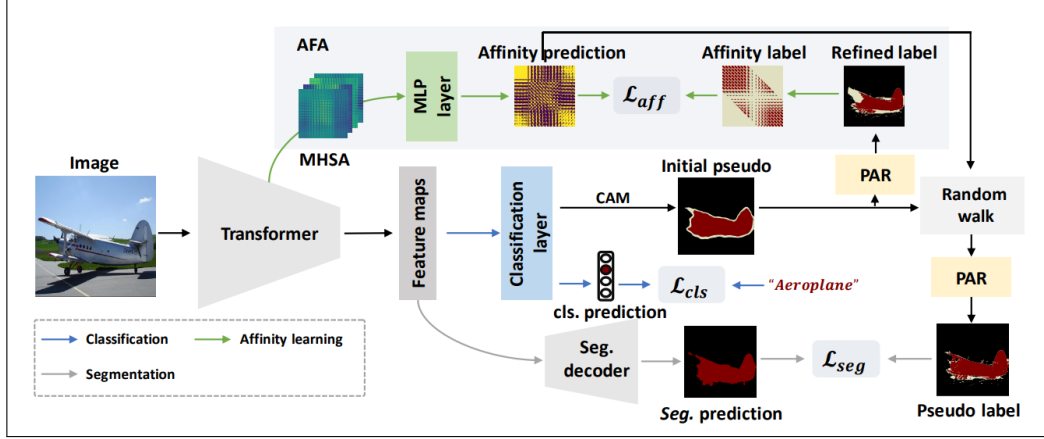 AFA
Affinity prediction
Affinity label
Refined label
MLP
layer
ℒaff
MHSA
Image
PAR
Initial pseudo
Transformer
Feature maps
Classification
layer
CAM
Random
walk
ℒcls
“Aeroplane”
PAR
cls. prediction
Classification
Affinity learning
Segmentation
Seg.
decoder
ℒseg
Seg. prediction
Pseudo label